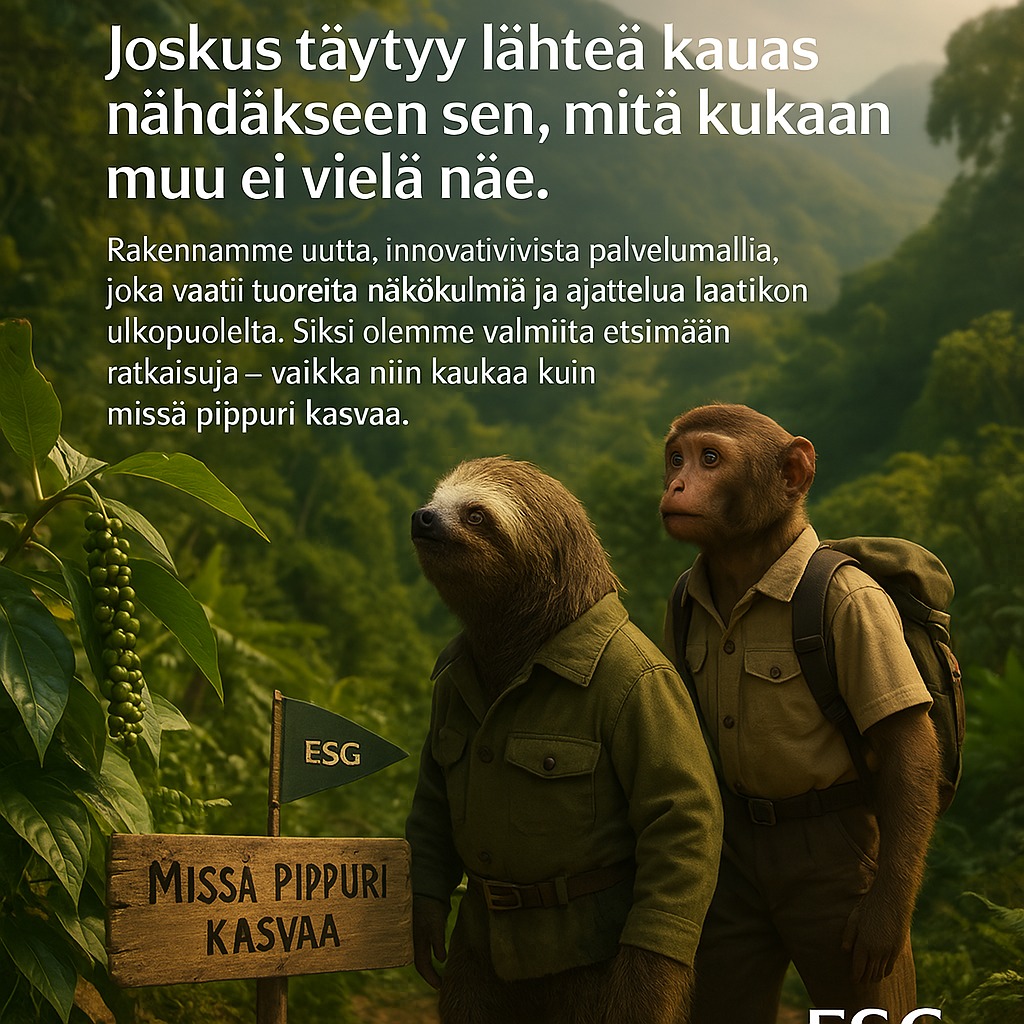 Joskus täytyy lähteä kauas
nähdäkseen sen, mitä kukaan
muu ei vielä näe.
Rakennamme uutta, innovativivista palvelumallia,
joka vaatii tuoreita näkökulmia ja ajattelua laatikon
ulkopuolelta. Siksi olemme valmiita etsimään
ratkaisuja – vaikka niin kaukaa kuin
missä pippuri kasvaa.
ESG
MISSÄ PIPPURI
KASVAA
ESG